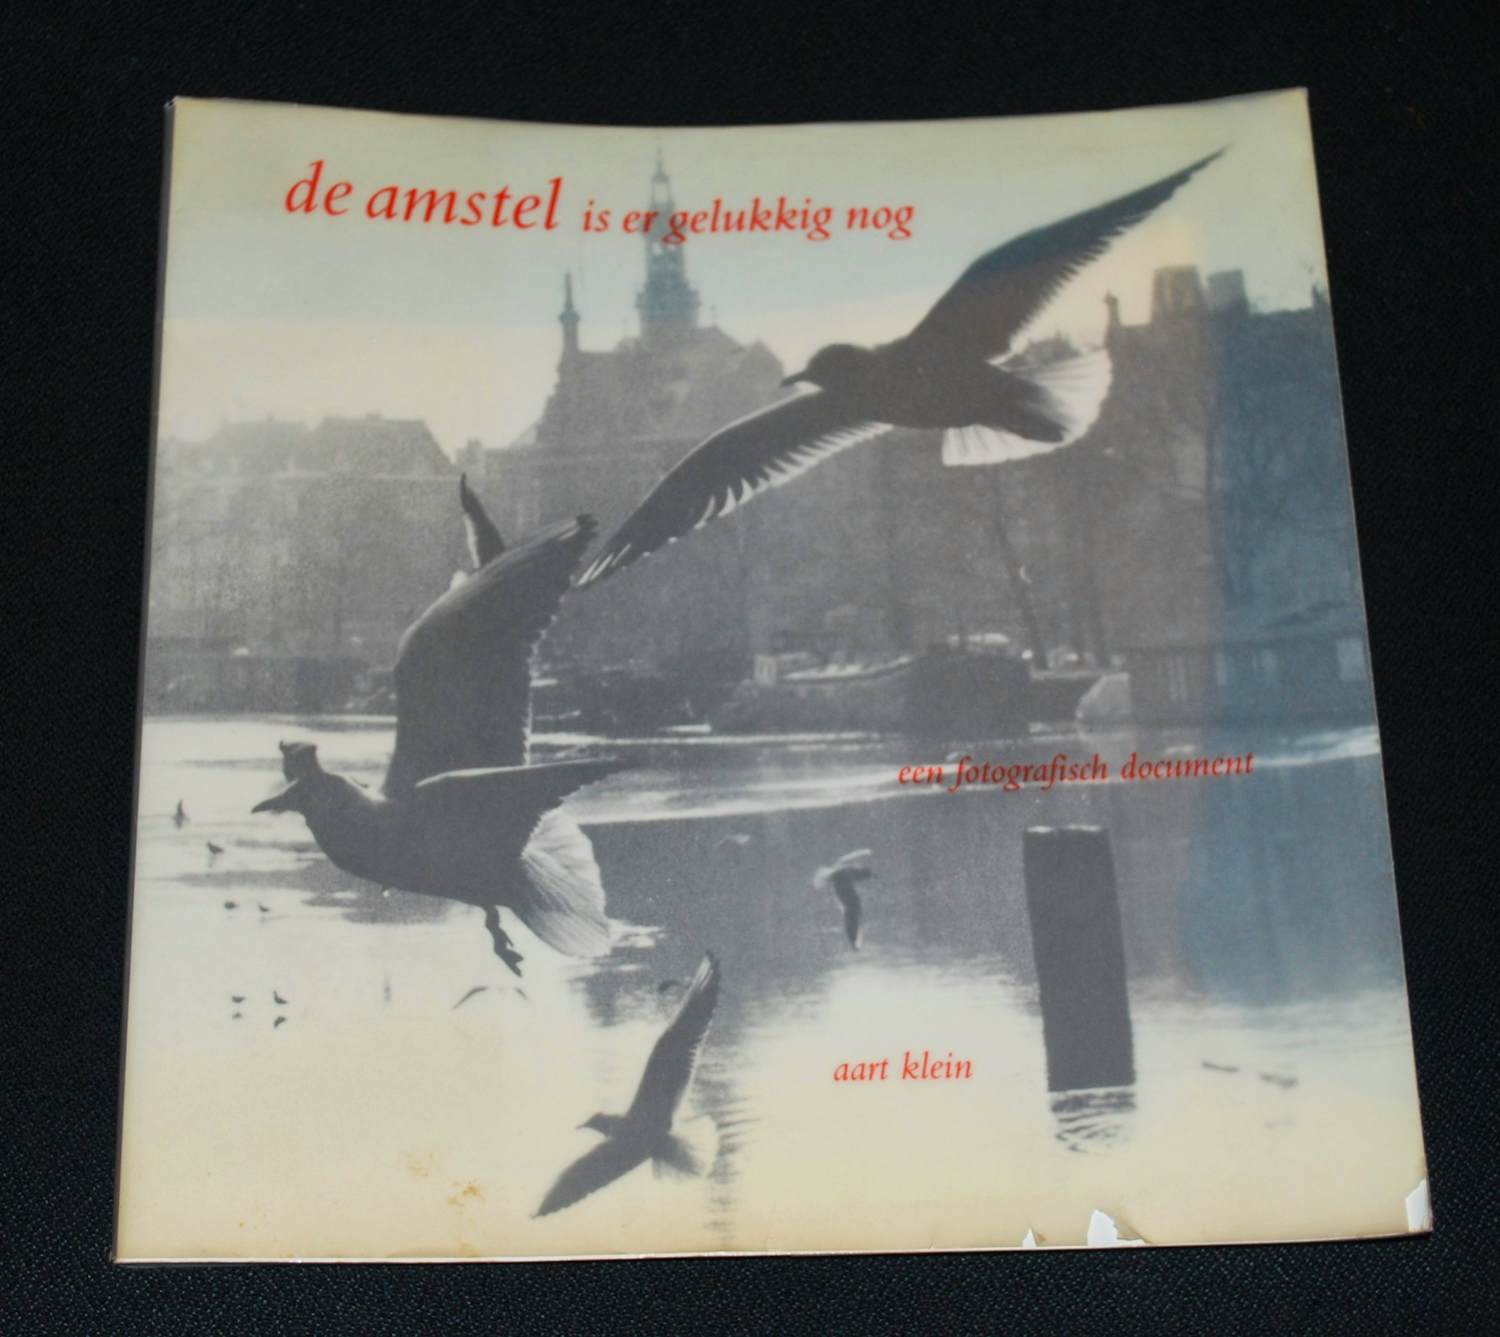 de amstel is er gelukkig nog
een fotografisch document
aart klein